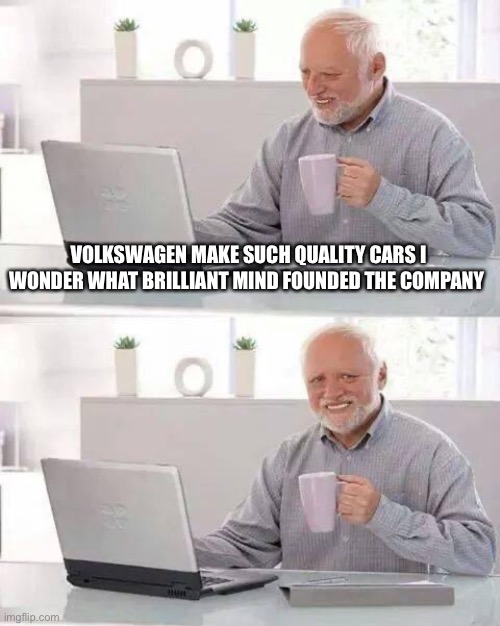 VOLKSWAGEN MAKE SUCH QUALITY CARS I
WONDER WHAT BRILLIANT MIND FOUNDED THE COMPANY
imgflip.com